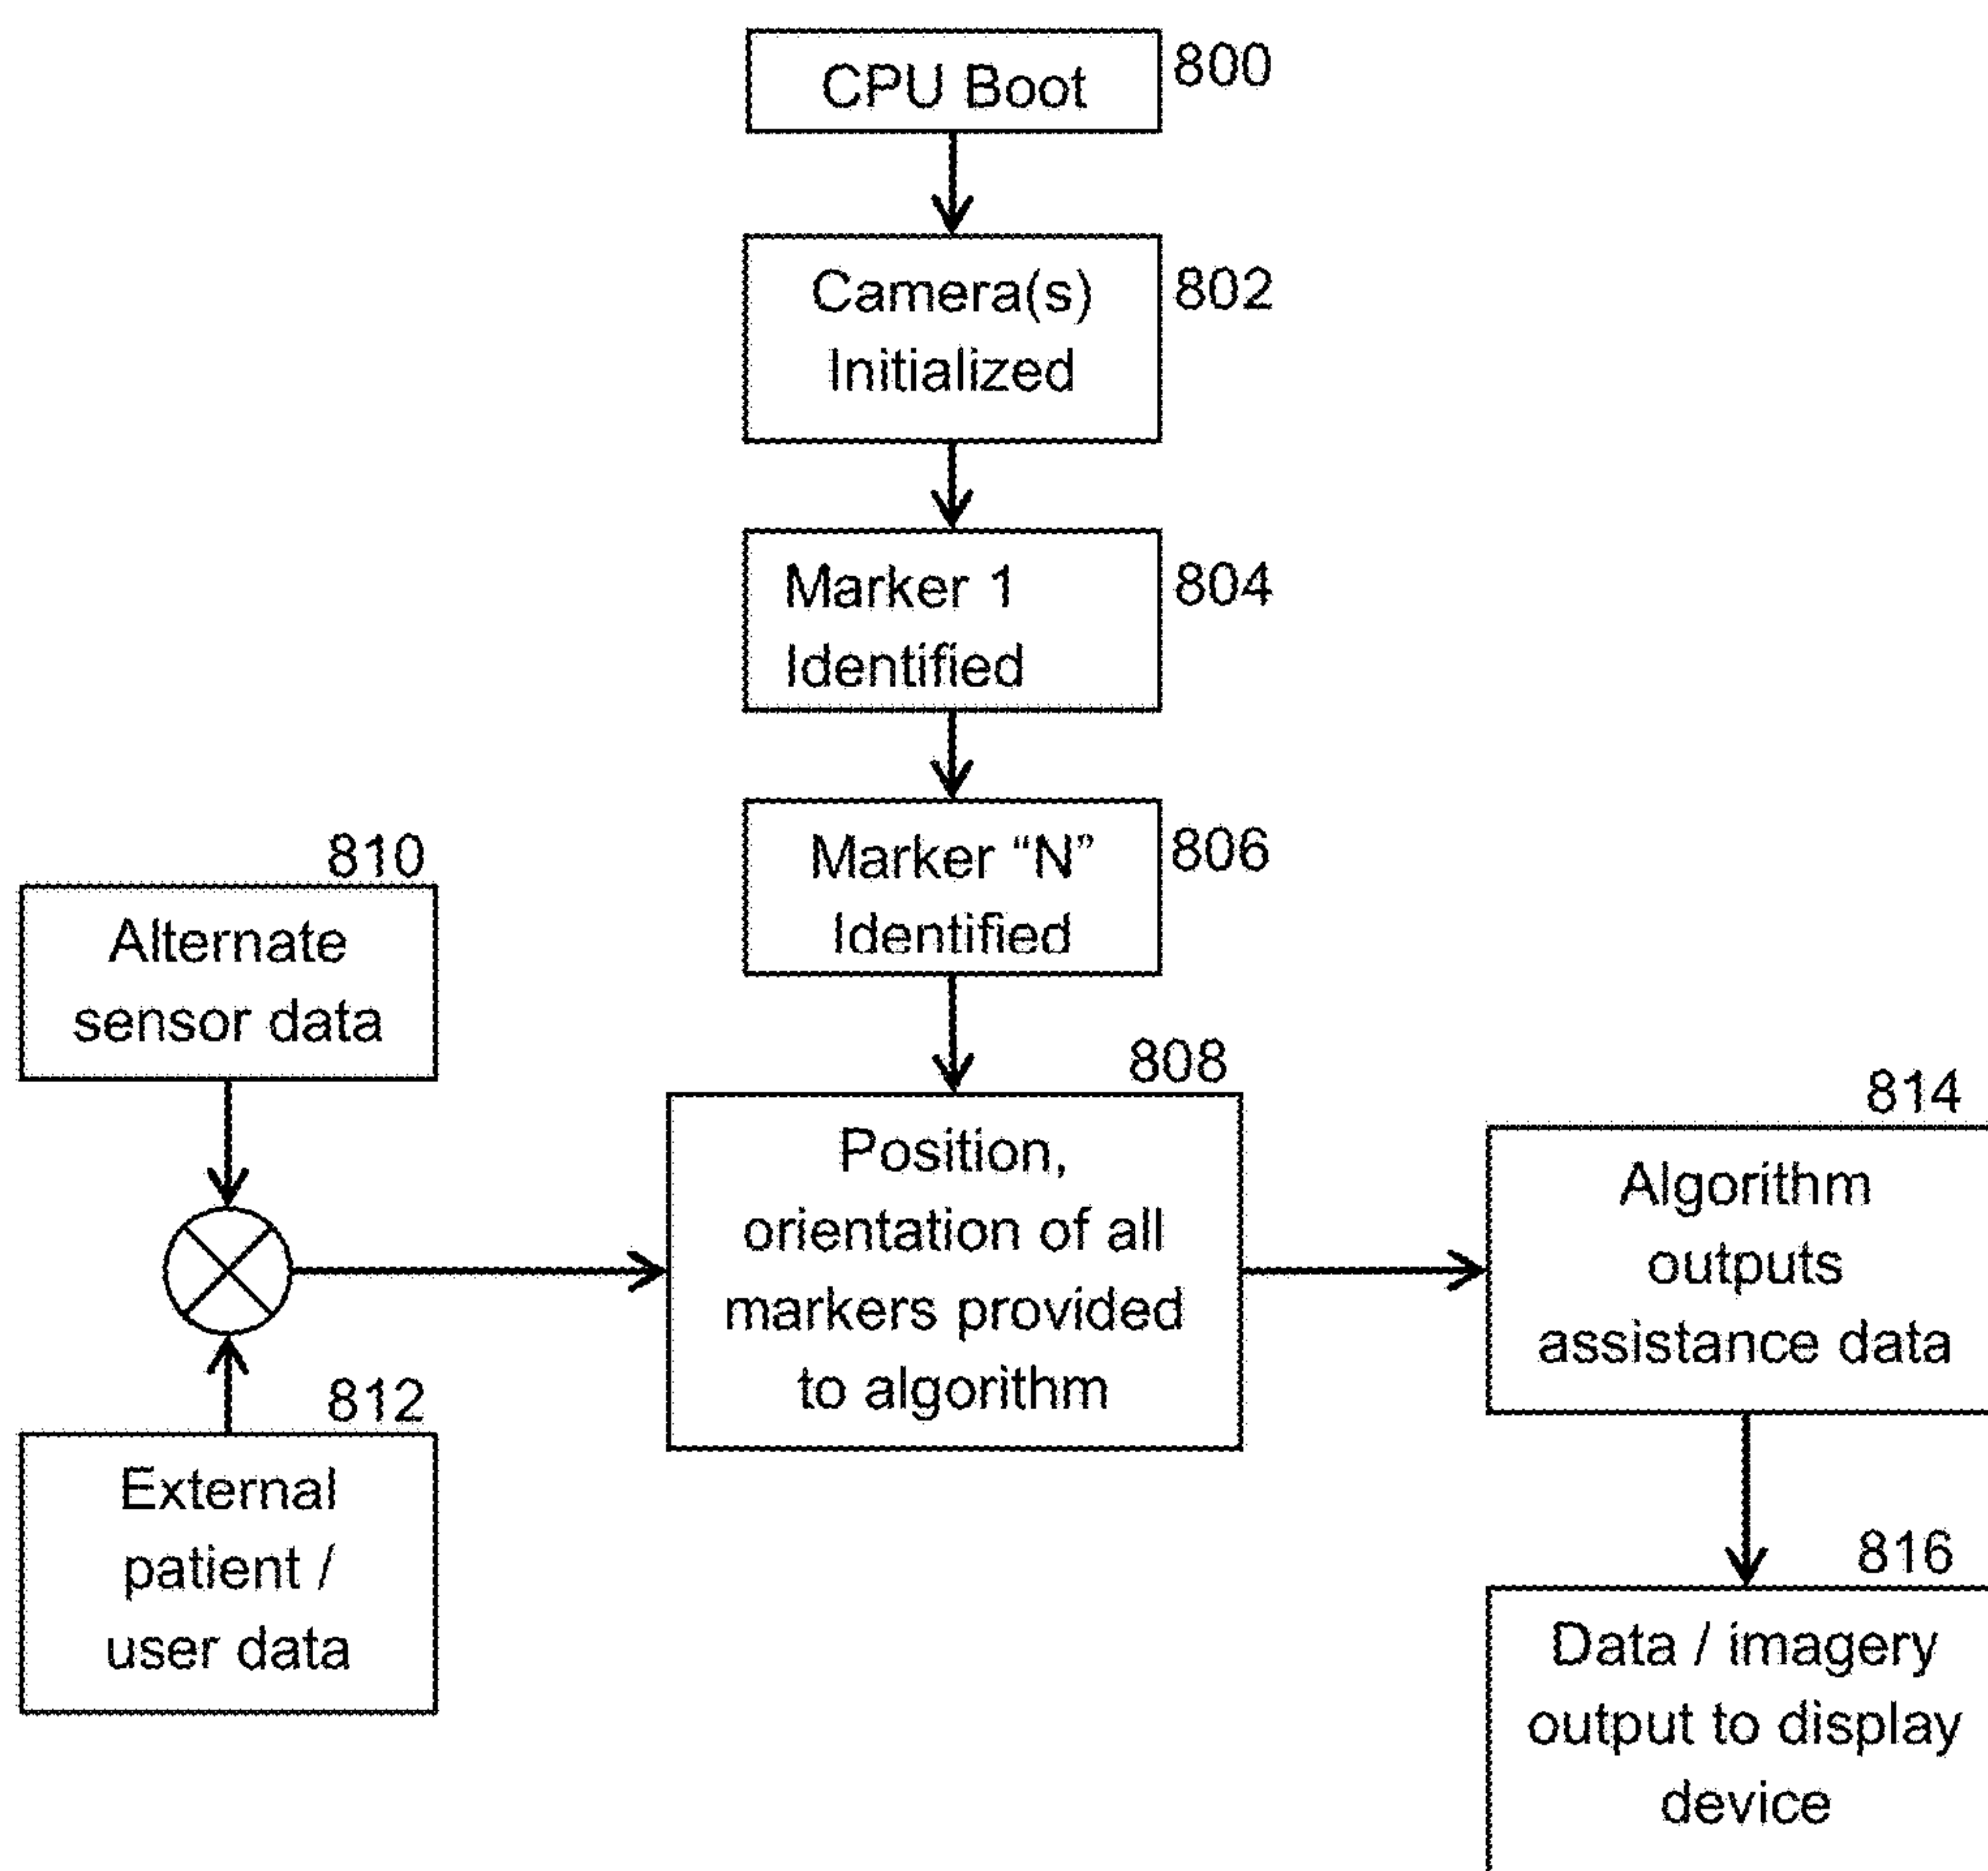 CPU Boot
800
Camera(s)
Initialized
802
Marker 1
Identified
804
Marker “N”
Identified
806
810
Alternate
sensor data
808
Position,
orientation of all
markers provided
to algorithm
812
External
patient /
user data
814
Algorithm
outputs
assistance data
816
Data / imagery
output to display
device